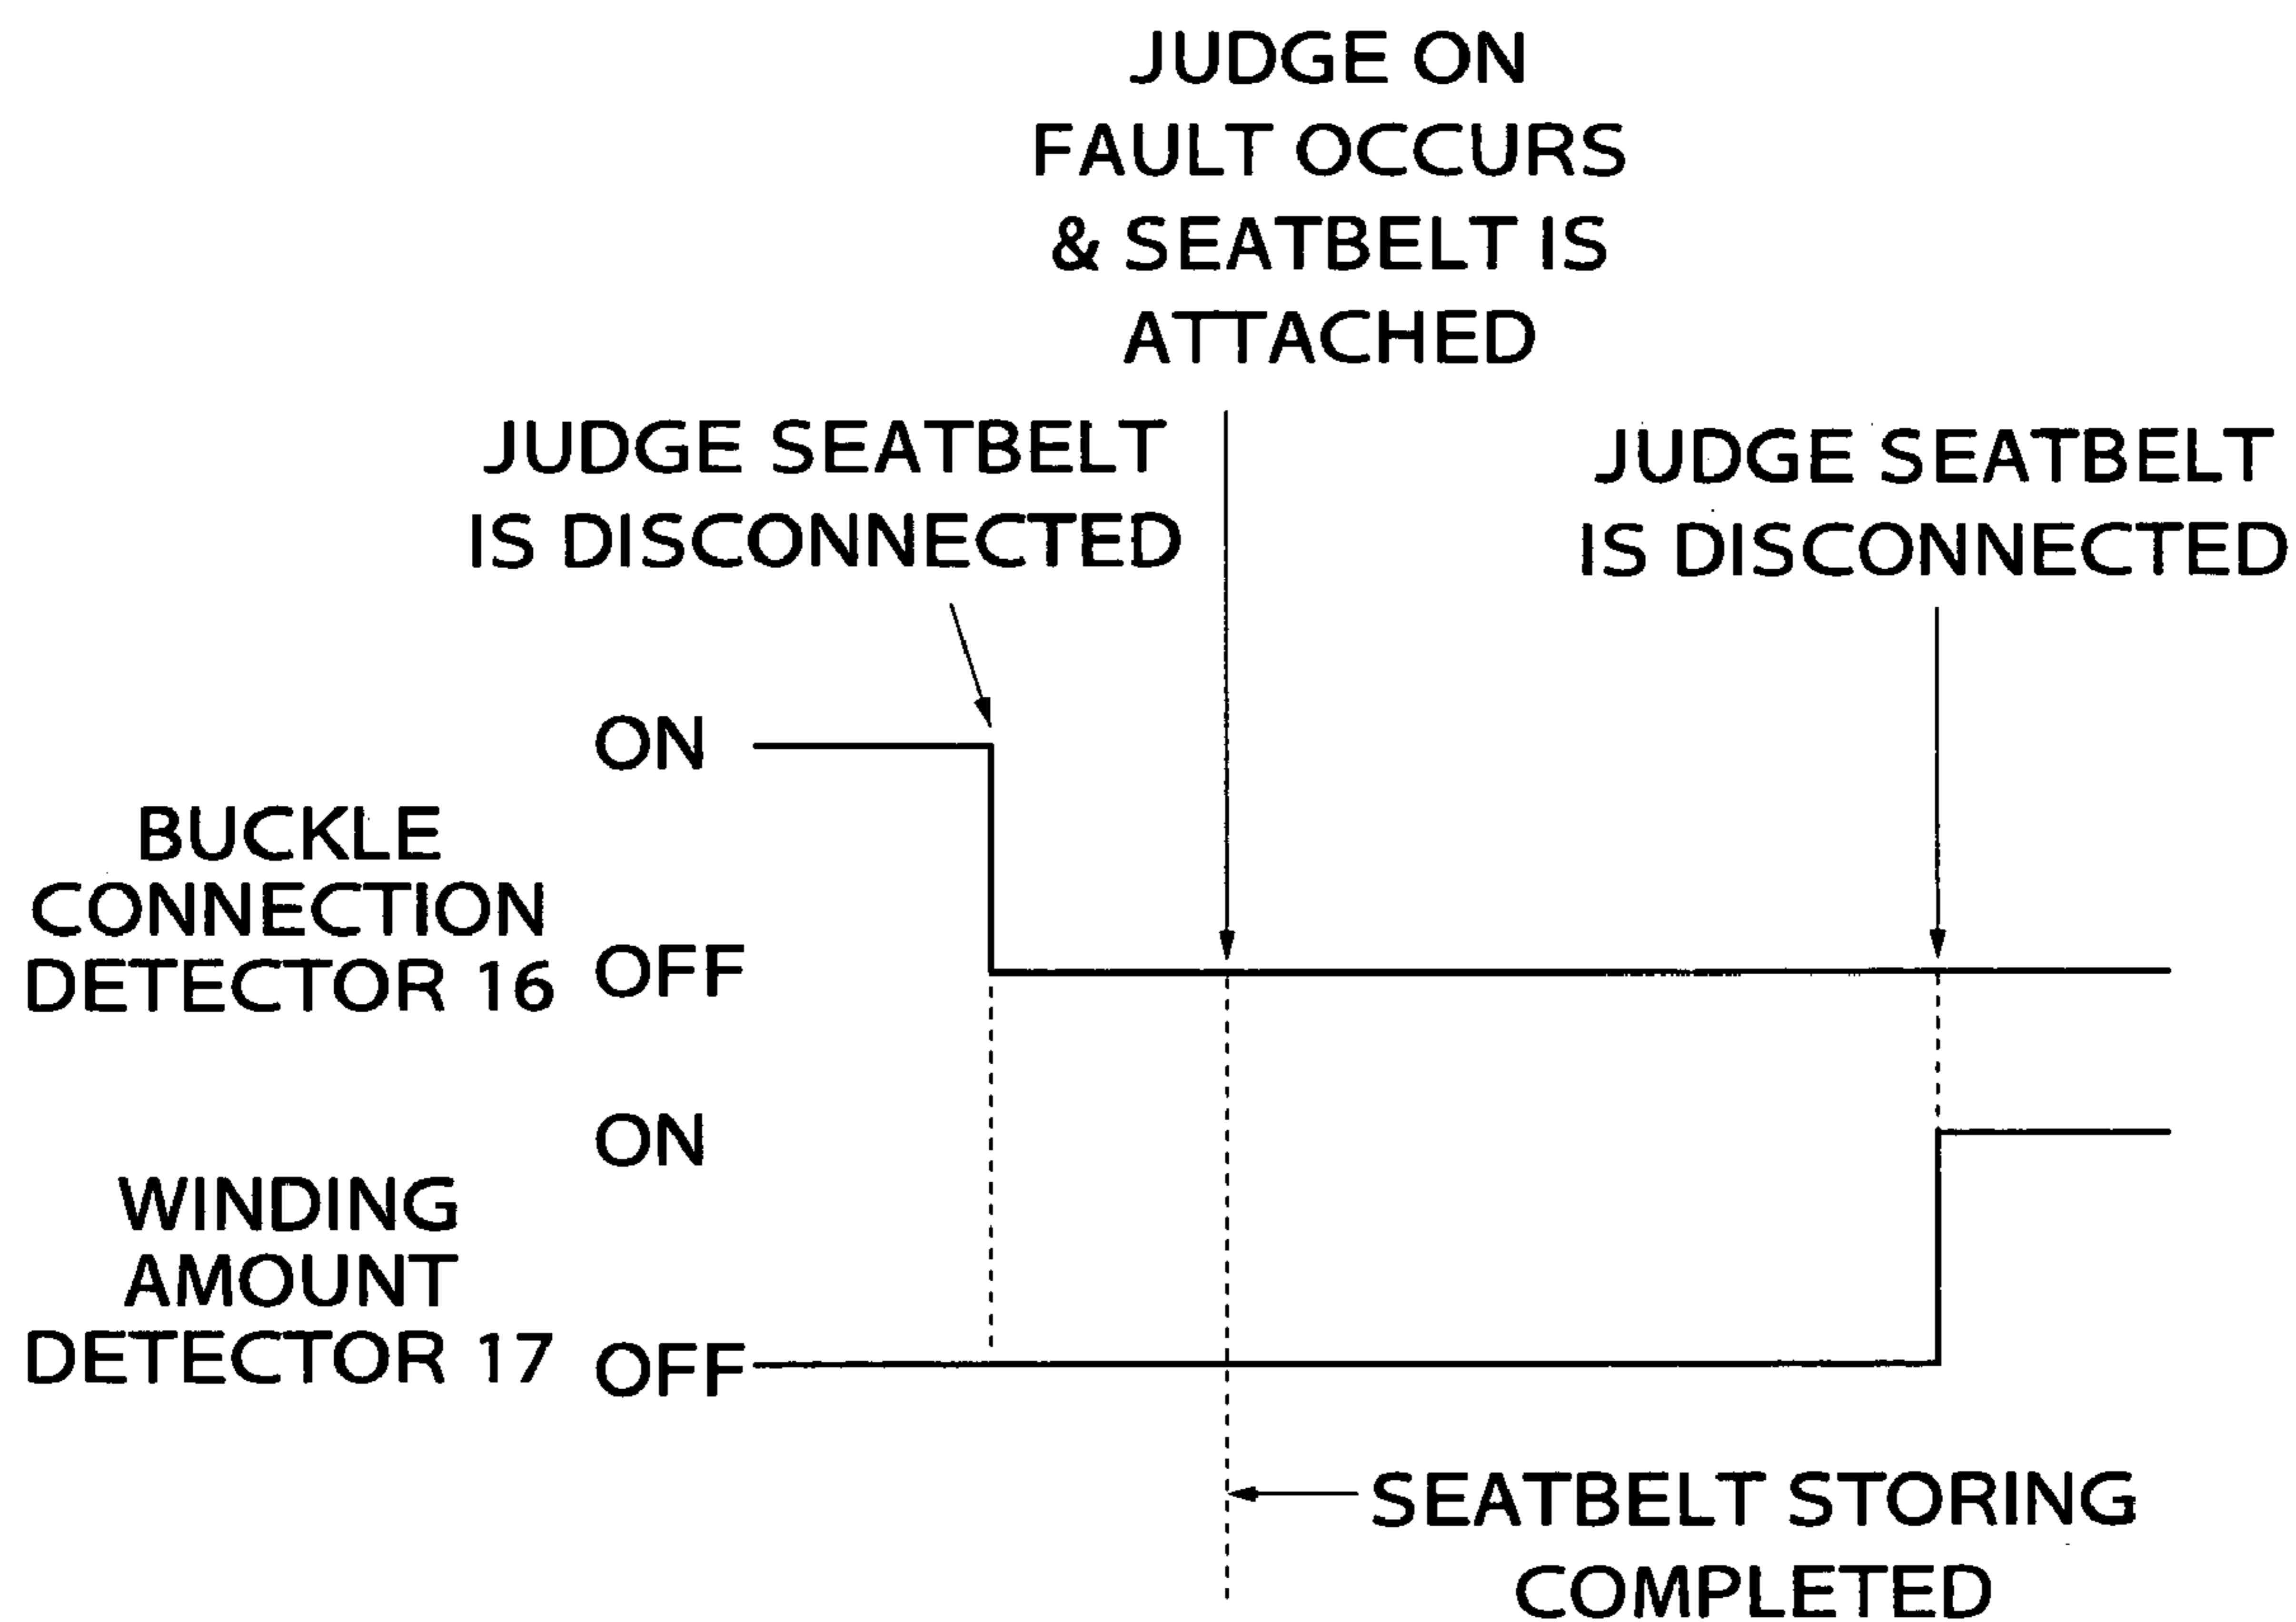 JUDGE ON
FAULT OCCURS
& SEATBELT IS
ATTACHED
JUDGE SEATBELT
IS DISCONNECTED
JUDGE SEATBELT
IS DISCONNECTED
ON
BUCKLE
CONNECTION
DETECTOR 16
OFF
ON
WINDING
AMOUNT
DETECTOR 17
OFF
SEATBELT STORING
COMPLETED